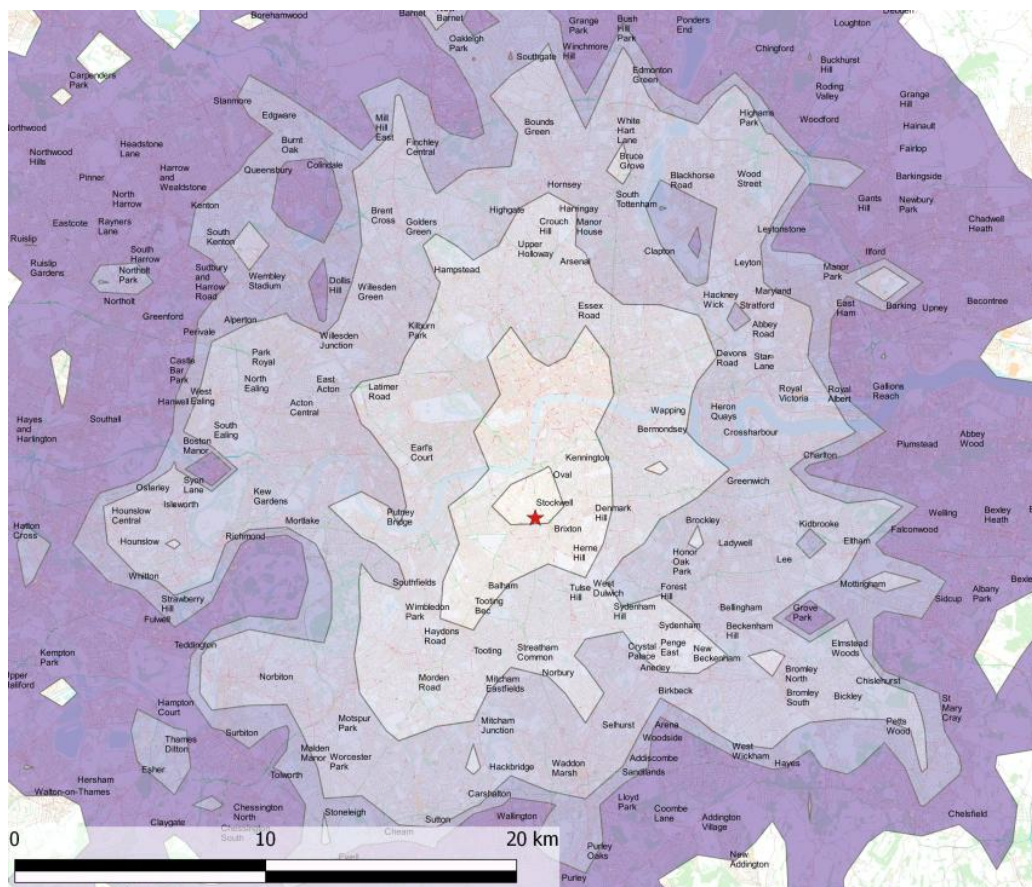 Borehamwood
Barnet
Barnet
Oakleigh
Park
Southgate
Grange
Park
Winchmore
Hill
Bush
Hill
Park
Ponders
End
Edmonton
Green
Chingford
Loughton
Debden
Buckhurst
Hill
Roding
Valley
Woodford
Grange
Hill
Hainault
Fairlop
Barkingside
Carpenders
Park
Stanmore
Edgware
Burnt
Oak
Colindale
Queensbury
Mill
Hill
East
Finchley
Central
Bounds
Green
White
Hart
Lane
Bruce
Grove
Highams
Park
Wood
Street
Blackhorse
Road
Northwood
Northwood
Hills
Headstone
Lane
Pinner
Harrow
and
Wealdstone
North
Harrow
Eastcote
Rayners
Lane
Kenton
Ruislip
Ruislip
Gardens
South
Harrow
Northolt
Park
Northolt
Sudbury
and
Harrow
Road
South
Kenton
Wembley
Stadium
Brent
Cross
Golders
Green
Highgate
Hornsey
Harringay
Crouch
Hill
Manor
House
Upper
Holloway
Arsenal
South
Tottenham
Clapton
Leytonstone
Leyton
Gants
Hill
Newbury
Park
Chadwell
Heath
Ilford
Manor
Park
Barking
Upney
Becontree
East
Ham
Hampstead
Dollis
Hill
Willesden
Green
Greenford
Perivale
Alperton
Willesden
Junction
Kilburn
Park
Essex
Road
Hackney
Wick
Maryland
Stratford
Abbey
Road
Devons
Road
Star
Lane
Castle
Bar
Park
Park
Royal
North
Ealing
East
Acton
Acton
Central
Latimer
Road
West
Ealing
Hanwell
South
Ealing
Boston
Manor
Southall
Hayes
and
Harlington
Wapping
Bermondsey
Heron
Quays
Crossharbour
Royal
Victoria
Royal
Albert
Gallions
Reach
Plumstead
Abbey
Wood
Earl's
Court
Kennington
Oval
Stockwell
Brixton
Denmark
Hill
Herne
Hill
Greenwich
Charlton
Syon
Lane
Osterley
Isleworth
Kew
Gardens
Mortlake
Richmond
Putney
Bridge
Hounslow
Central
Hounslow
Hatton
Cross
Whitton
Strawberry
Hill
Fulwell
Teddington
Brockley
Ladywell
Honor
Oak
Park
Lee
Kidbrooke
Eltham
Falconwood
Welling
Bexley
Heath
Mottingham
Sidcup
Albany
Park
Southfields
Wimbledon
Park
Haydons
Road
Balham
Tooting
Bec
Tulse
Hill
West
Dulwich
Sydenham
Hill
Forest
Hill
Sydenham
Bellingham
Beckenham
Hill
Grove
Park
Elmstead
Woods
Tooting
Streatham
Common
Norbury
Crystal
Palace
Penge
East
Anerley
New
Beckenham
Birkbeck
Bromley
North
Bromley
South
Bickley
Chislehurst
St
Mary
Cray
Petts
Wood
Kempton
Park
Norbiton
Hampton
Court
Thames
Ditton
Surbiton
Esher
Morden
Road
Mitcham
Eastfields
Mitcham
Junction
Motspur
Park
Malden
Manor
Worcester
Park
Tolworth
Hackbridge
Waddon
Marsh
Selhurst
Arena
Woodside
Addiscombe
Sandilands
West
Wickham
Hayes
Hersham
Walton-on-Thames
Claygate
Chessington
North
Chessington
South
Stoneleigh
Carshalton
Sutton
Cheam
Wallington
Lloyd
Park
Coombe
Lane
Addington
Village
New
Addington
Purley
Oaks
Purley
Chelsfield
0 10 20 km